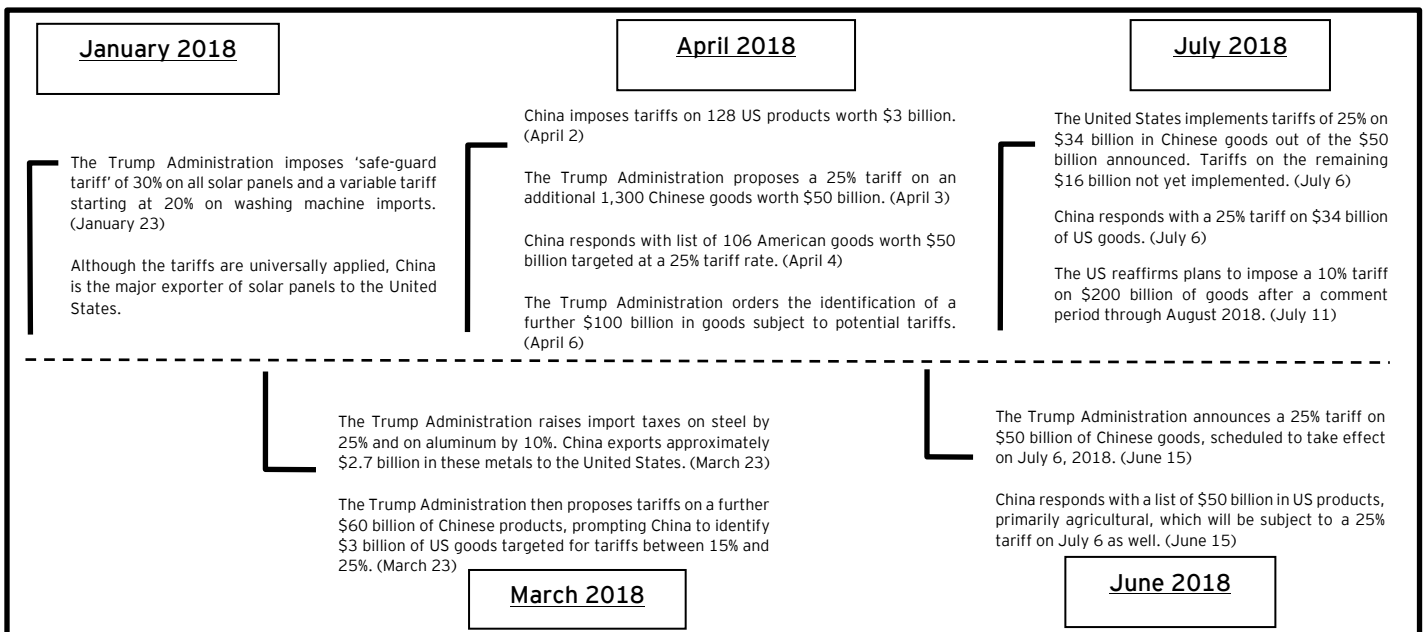 January 2018
The Trump Administration imposes ‘safe-guard
tariff’ of 30% on all solar panels and a variable tariff
starting at 20% on washing machine imports.
(January 23)
Although the tariffs are universally applied, China
is the major exporter of solar panels to the United
States.
The Trump Administration raises import taxes on steel by
25% and on aluminum by 10%. China exports approximately
$2.7 billion in these metals to the United States. (March 23)
The Trump Administration then proposes tariffs on a further
$60 billion of Chinese products, prompting China to identify
$3 billion of US goods targeted for tariffs between 15% and
25%. (March 23)
March 2018
April 2018
China imposes tariffs on 128 US products worth $3 billion.
(April 2)
The Trump Administration proposes a 25% tariff on an
additional 1,300 Chinese goods worth $50 billion. (April 3)
China responds with list of 106 American goods worth $50
billion targeted at a 25% tariff rate. (April 4)
The Trump Administration orders the identification of a
further $100 billion in goods subject to potential tariffs.
(April 6)
The Trump Administration announces a 25% tariff on
$50 billion of Chinese goods, scheduled to take effect
on July 6, 2018. (June 15)
China responds with a list of $50 billion in US products,
primarily agricultural, which will be subject to a 25%
tariff on July 6 as well. (June 15)
June 2018
July 2018
The United States implements tariffs of 25% on
$34 billion in Chinese goods out of the $50
billion announced. Tariffs on the remaining
$16 billion not yet implemented. (July 6)
China responds with a 25% tariff on $34 billion
of US goods. (July 6)
The US reaffirms plans to impose a 10% tariff
on $200 billion of goods after a comment
period through August 2018. (July 11)